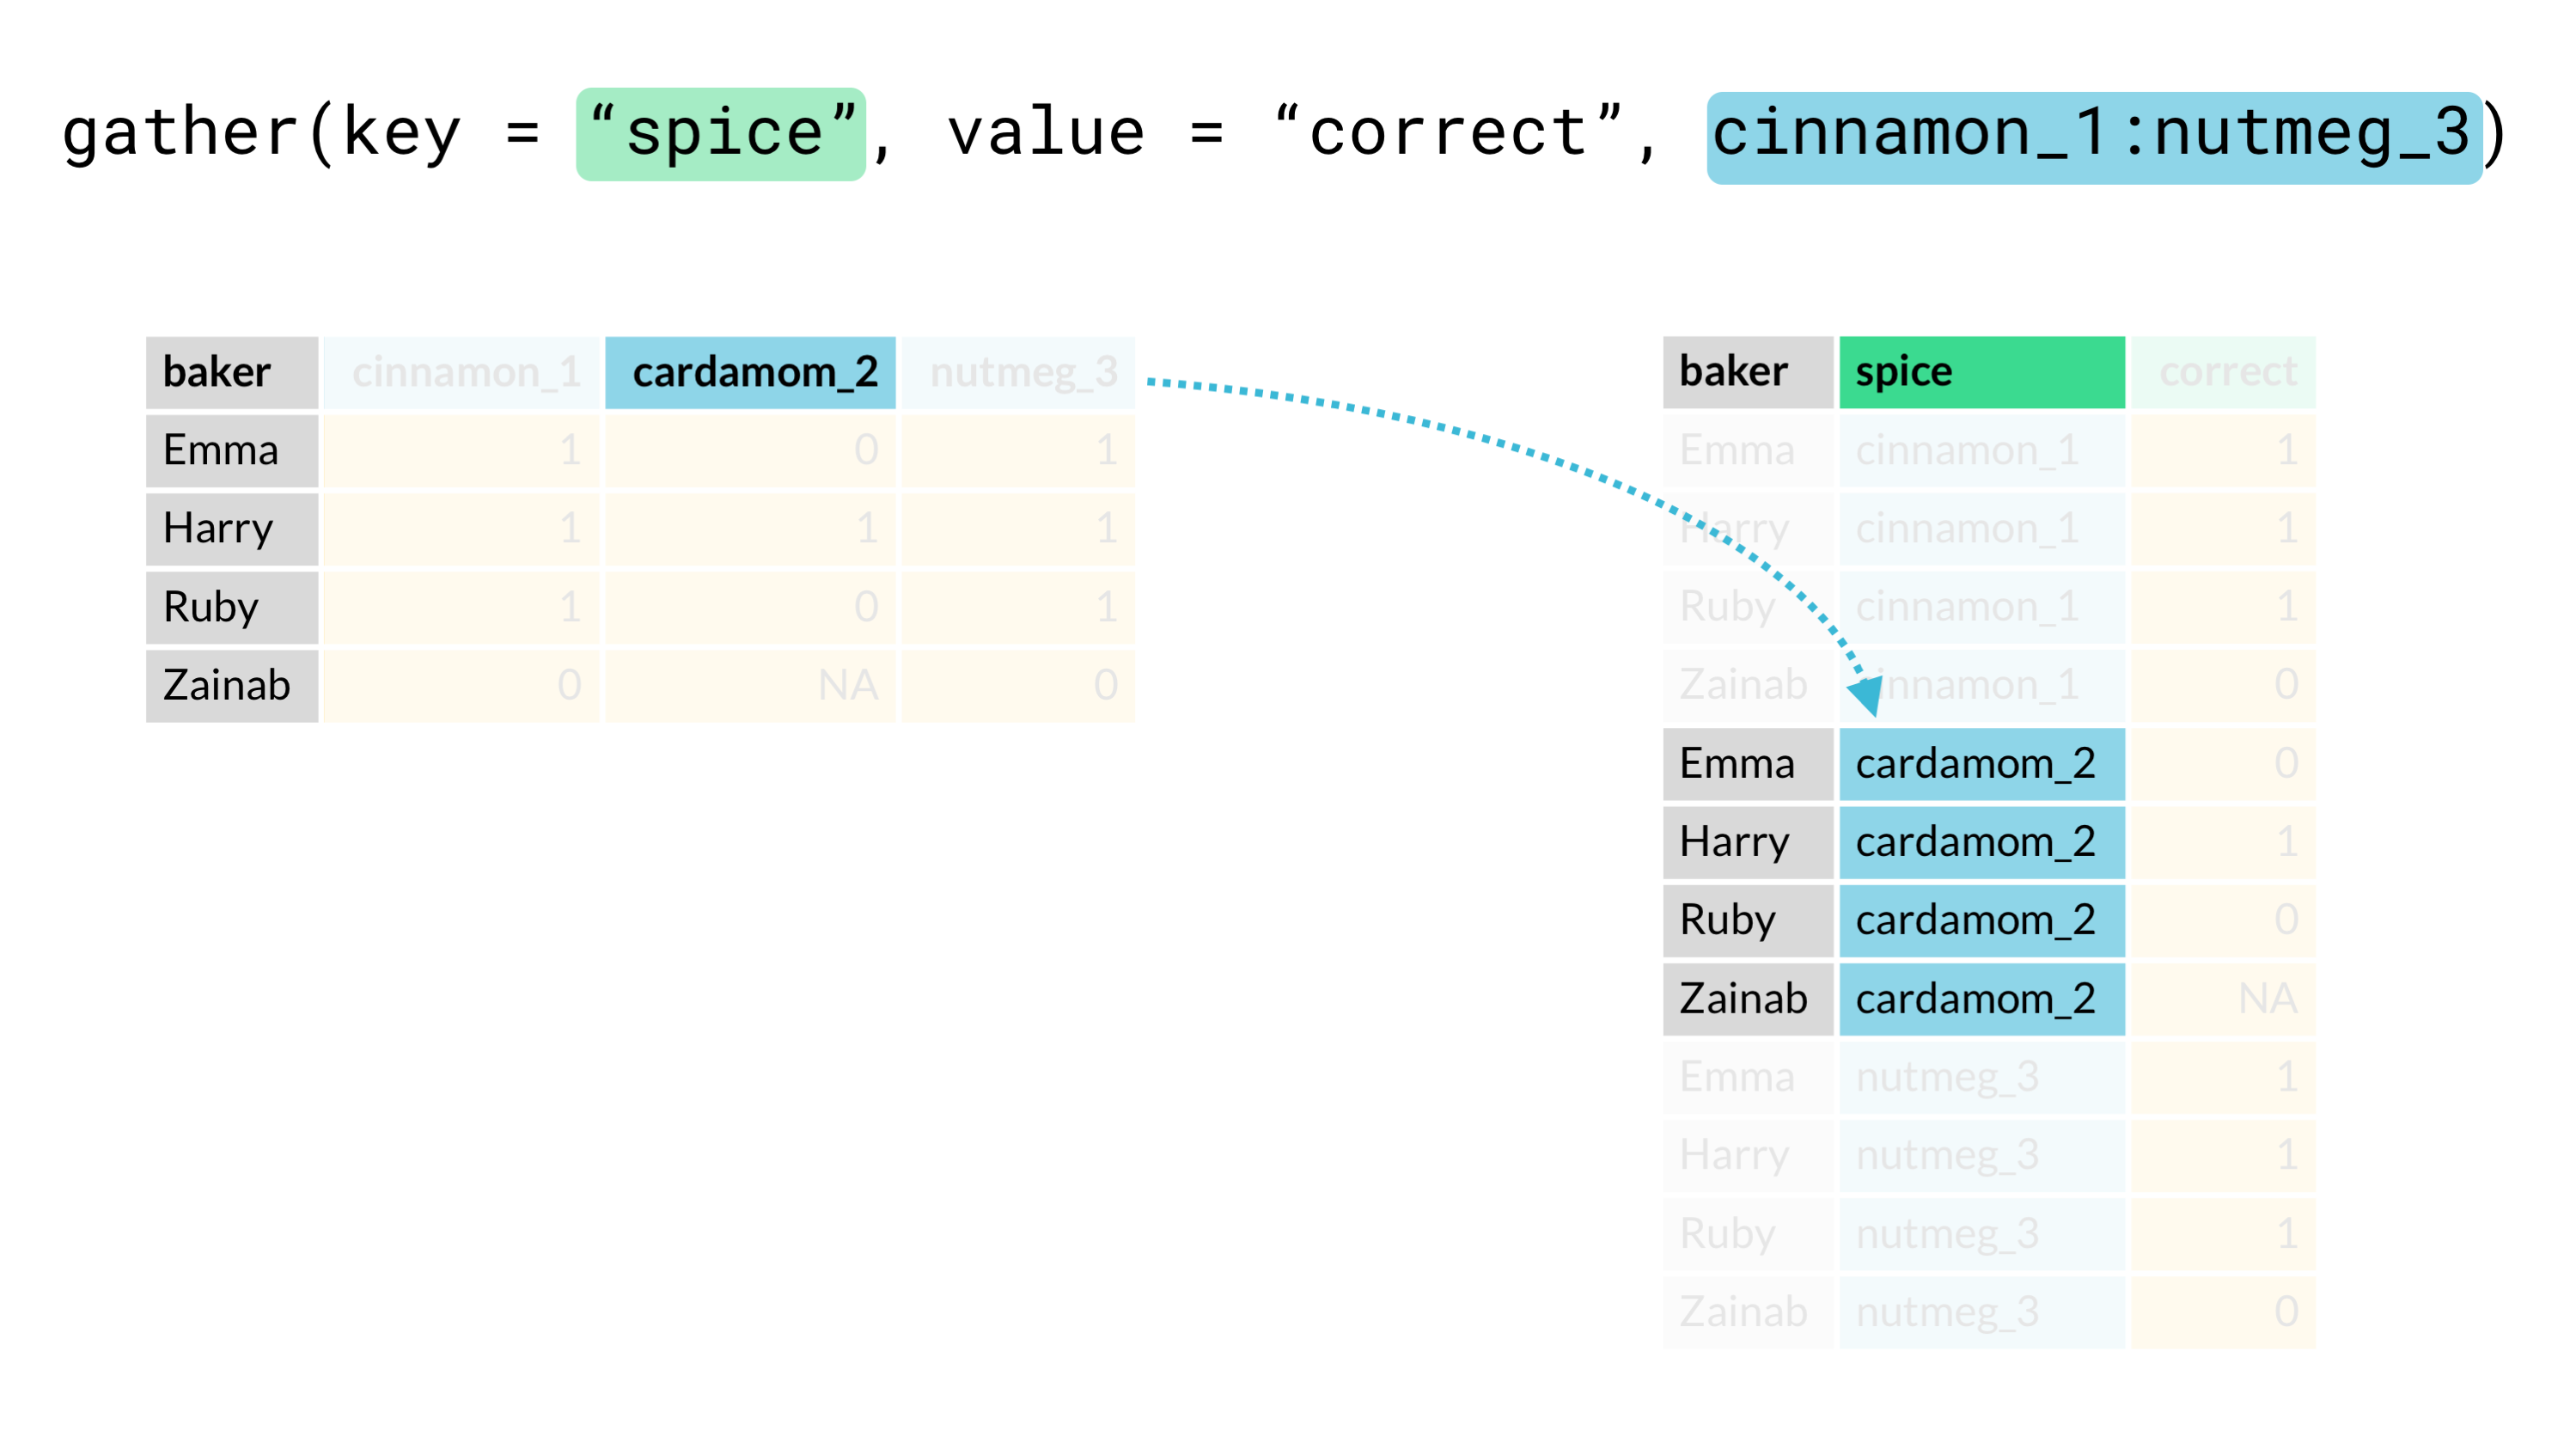 gather(key = “spice”, value = “correct”, cinnamon_1:nutmeg_3)
baker cinnamon_1 cardamom_2 nutmeg_3
Emma 1 0 1
Harry 1 1 1
Ruby 1 0 1
Zainab 0 NA 0
baker spice correct
Emma cinnamon_1 1
Harry cinnamon_1 1
Ruby cinnamon_1 1
Zainab cinnamon_1 0
Emma cardamom_2 0
Harry cardamom_2 1
Ruby cardamom_2 0
Zainab cardamom_2 NA
Emma nutmeg_3 1
Harry nutmeg_3 1
Ruby nutmeg_3 1
Zainab nutmeg_3 0